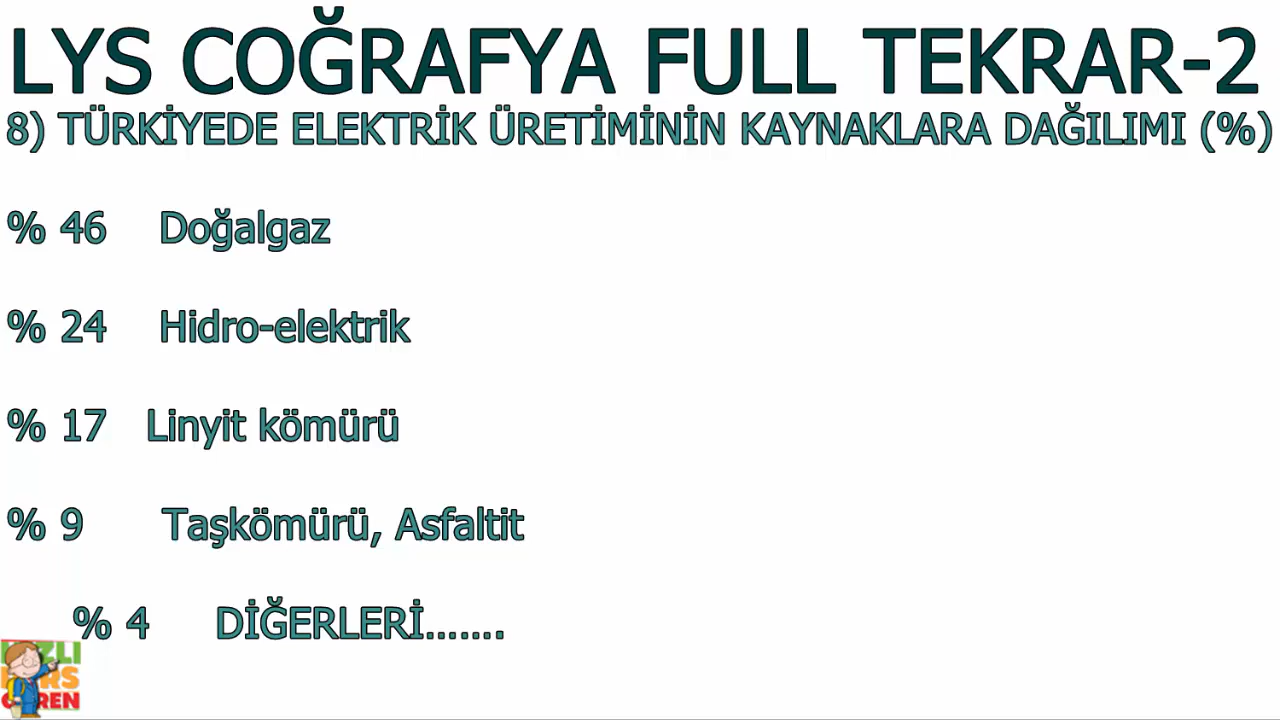 LYS COĞRAFYA FULL TEKRAR-2
8) TÜRKİYEDE ELEKTRİK ÜRETİMİNİN KAYNAKLARA DAĞILIMI (%)
% 46 Doğalgaz
% 24 Hidro-elektrik
% 17 Linyit kömürü
% 9 Taşkömürü, Asfaltit
% 4 DİĞERLERİ.......